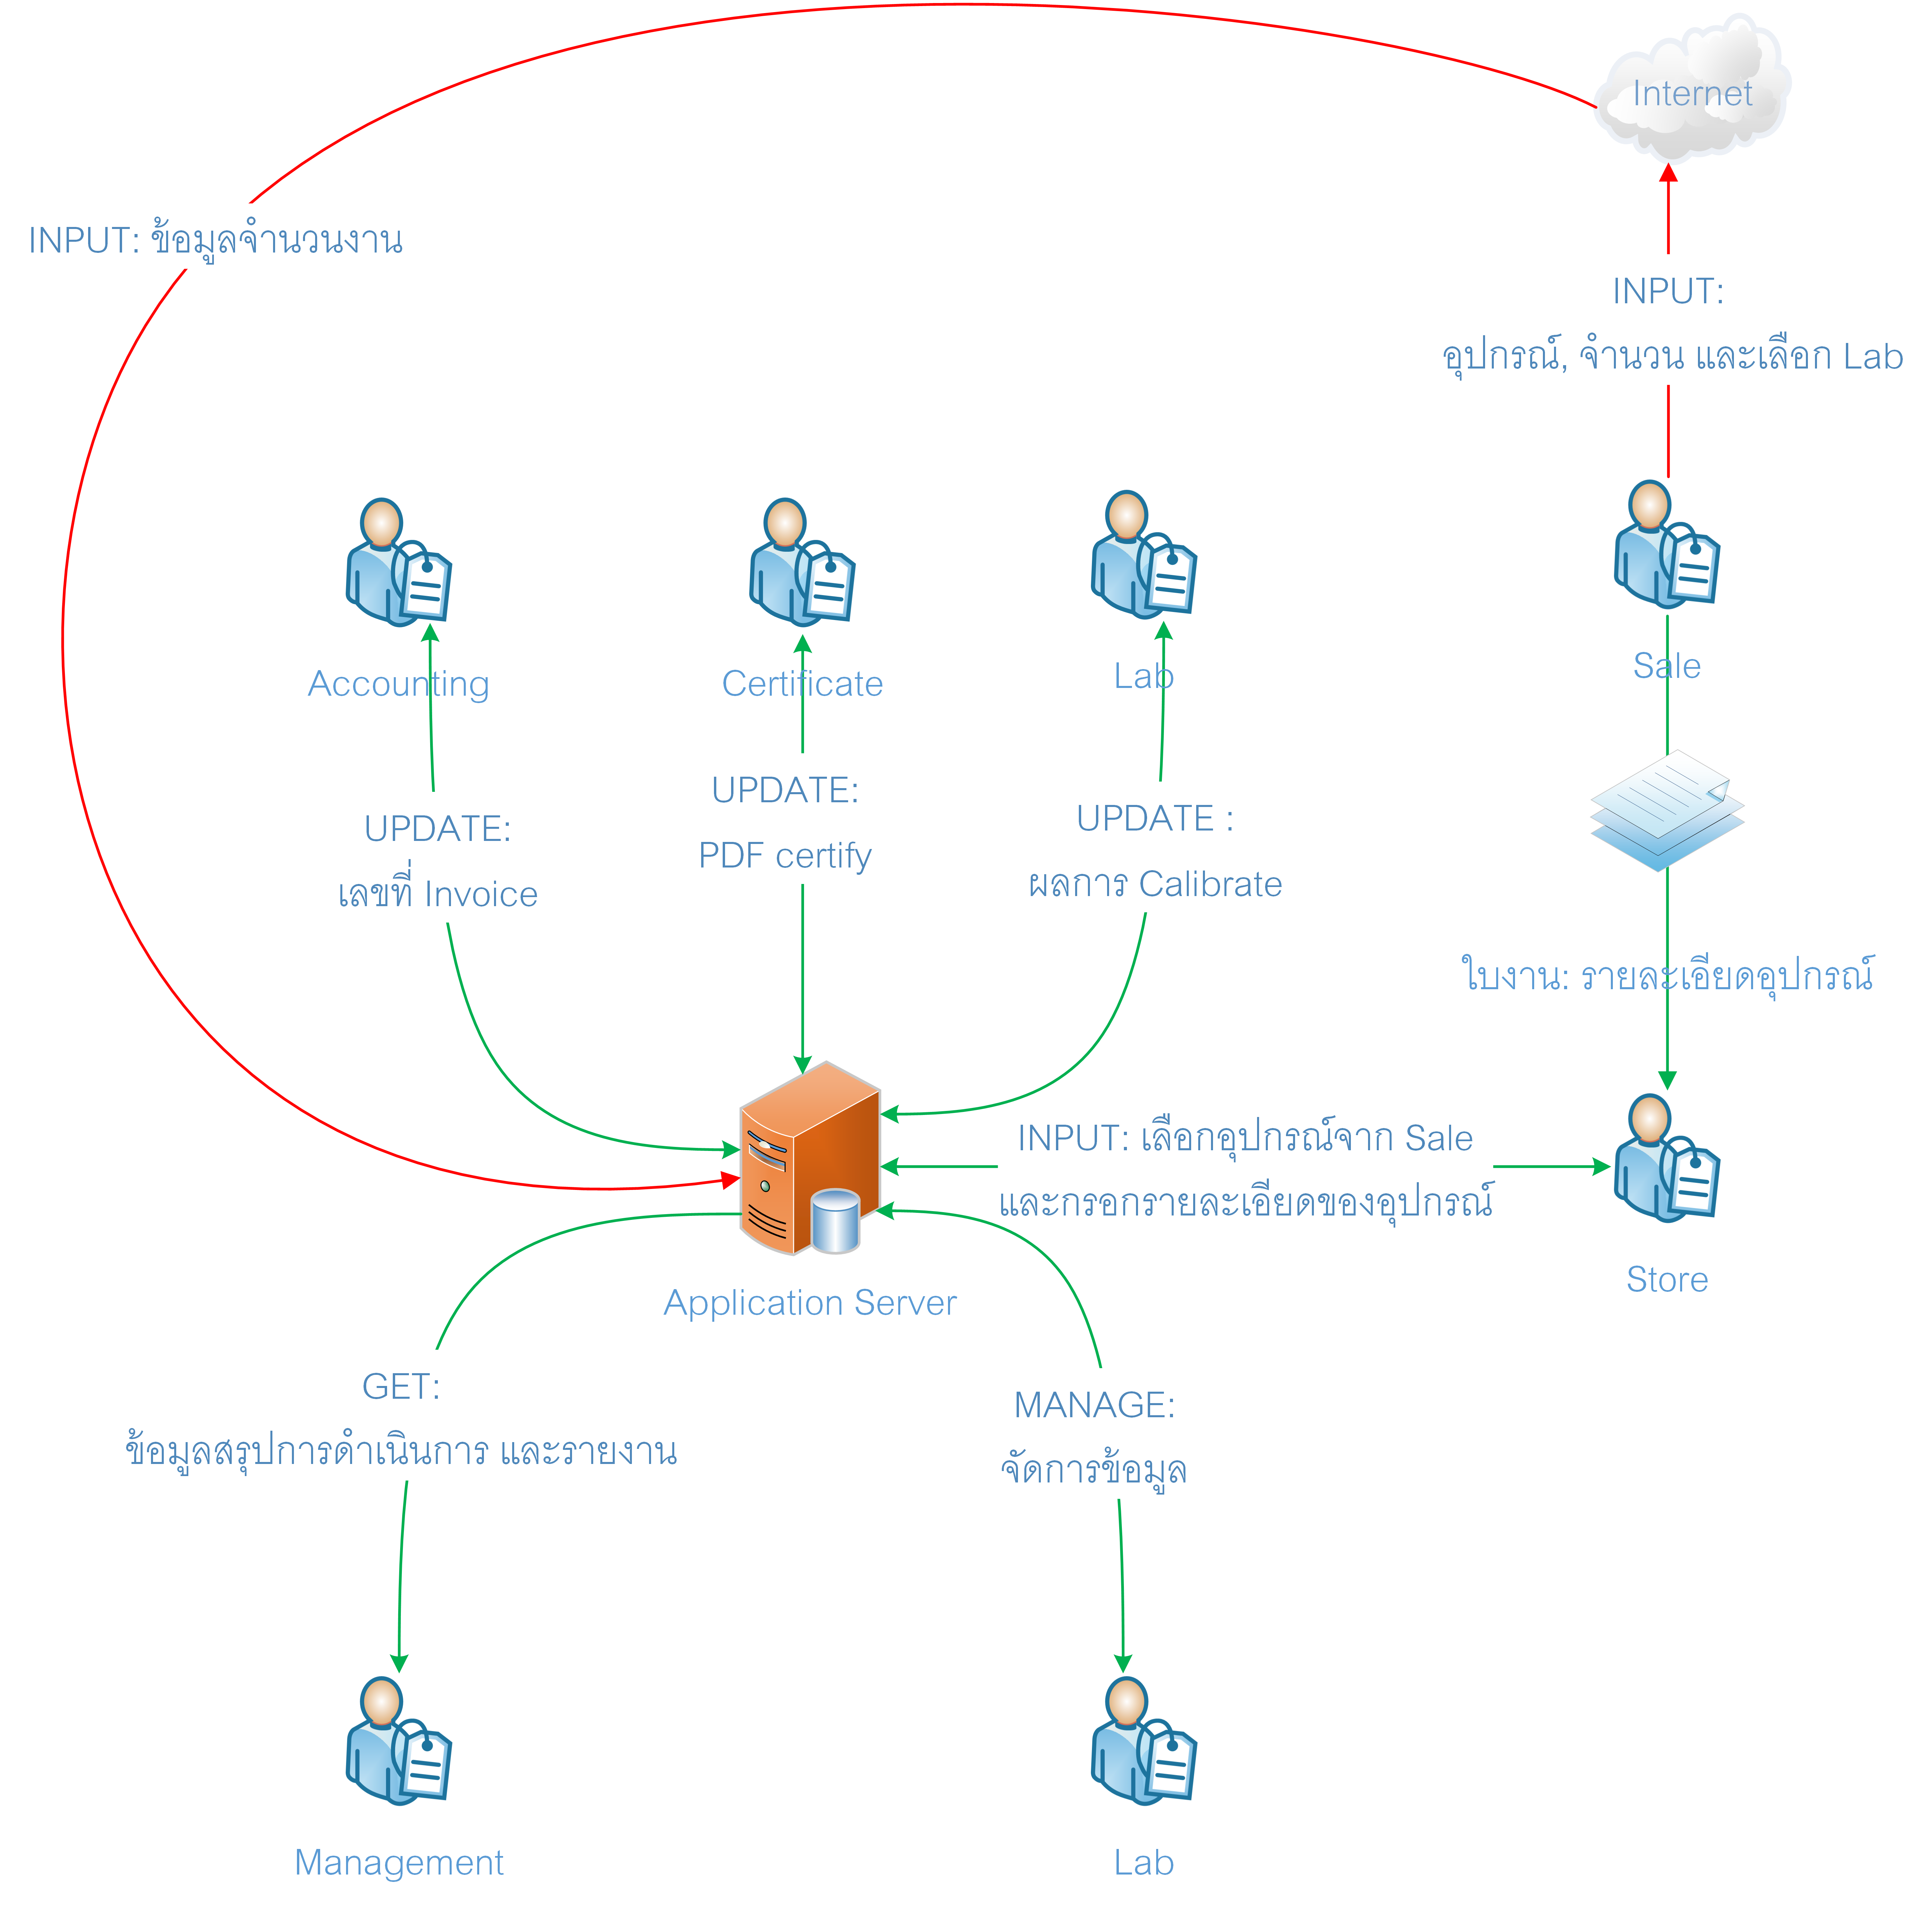 Internet
INPUT: ข้อมูลจำนวนงาน
INPUT:
อุปกรณ์, จำนวน และเลือก Lab
Accounting
Certificate
Lab
Sale
UPDATE:
เลขที่ Invoice
UPDATE:
PDF certify
UPDATE :
ผลการ Calibrate
ใบงาน: รายละเอียดอุปกรณ์
INPUT: เลือกอุปกรณ์จาก Sale
และกรอกรายละเอียดของอุปกรณ์
Store
Application Server
GET:
ข้อมูลสรุปการดำเนินการ และรายงาน
MANAGE:
จัดการข้อมูล
Management
Lab